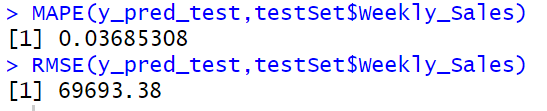 > MAPE(y_pred_test,testSet$Weekly_Sales)
[1] 0.03685308
> RMSE(y_pred_test,testSet$Weekly_Sales)
[1] 69693.38